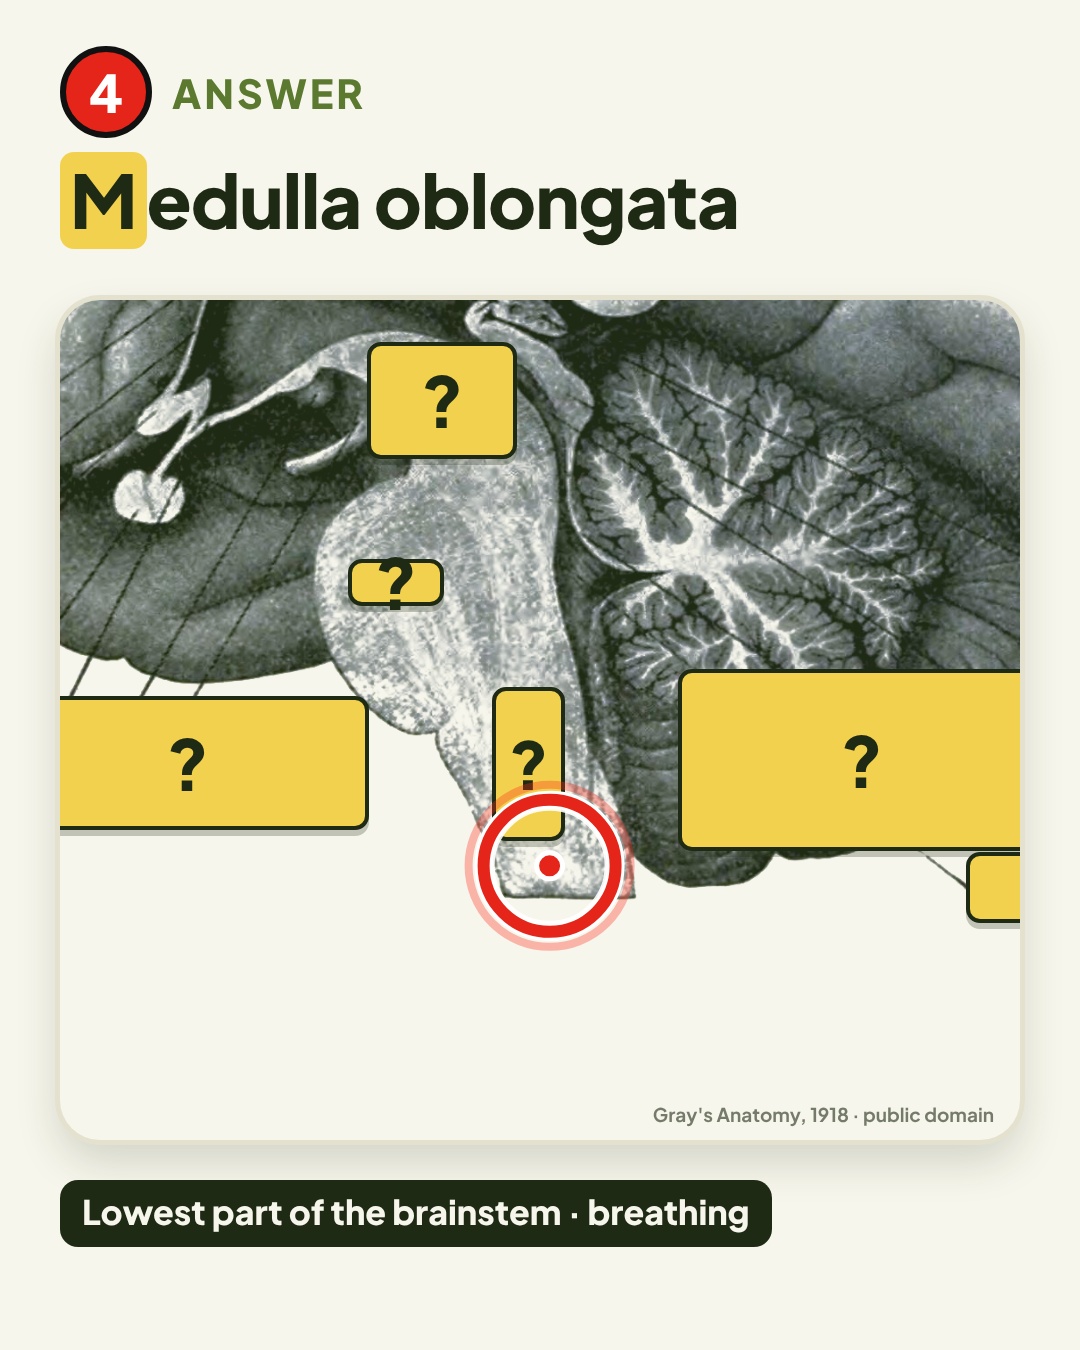 4 ANSWER
Medulla oblongata
?
?
?
?
?
Gray's Anatomy, 1918 · public domain
Lowest part of the brainstem · breathing